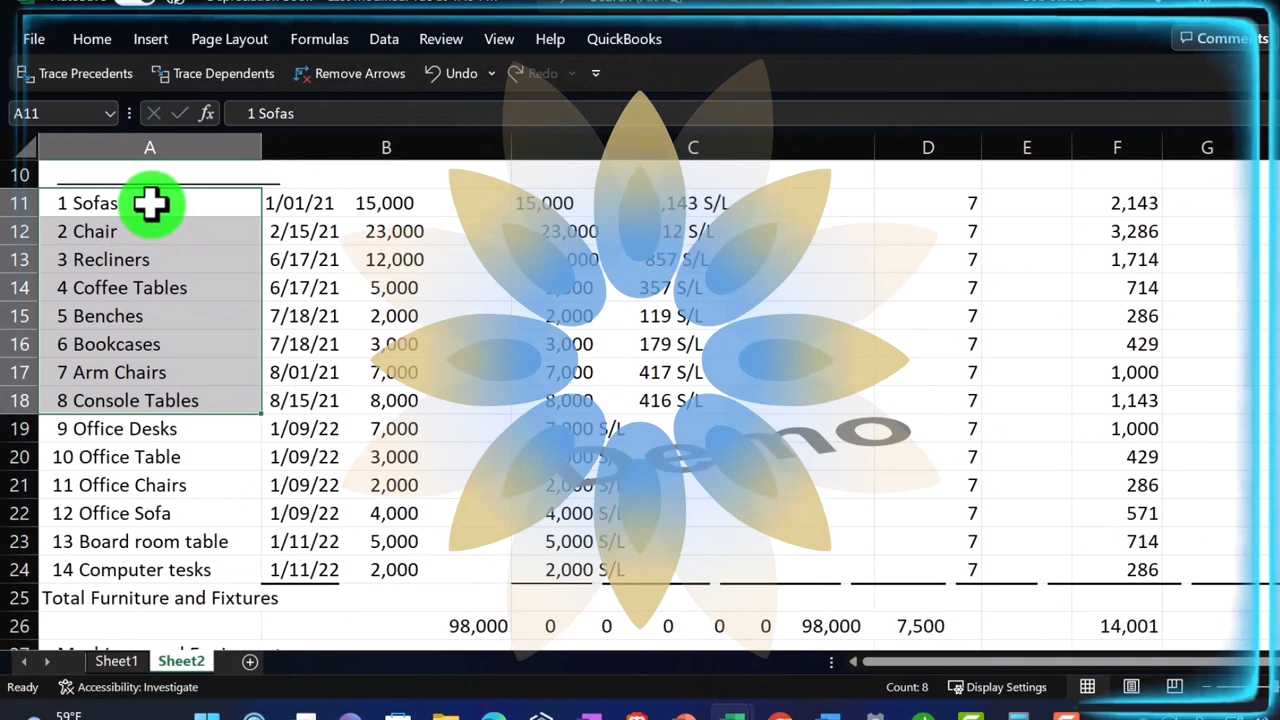 File Home Insert Page Layout Formulas Data Review View Help QuickBooks Comments
Trace Precedents Trace Dependents Remove Arrows Undo Redo
A11 fx 1 Sofas
A B C D E F G
10
11 1 Sofas 1/01/21 15,000 15,000 S/L 7 2,143
12 2 Chair 2/15/21 23,000 23,000 S/L 7 3,286
13 3 Recliners 6/17/21 12,000 857 S/L 7 1,714
14 4 Coffee Tables 6/17/21 5,000 357 S/L 7 714
15 5 Benches 7/18/21 2,000 119 S/L 7 286
16 6 Bookcases 7/18/21 3,000 3,000 179 S/L 7 429
17 7 Arm Chairs 8/01/21 7,000 7,000 417 S/L 7 1,000
18 8 Console Tables 8/15/21 8,000 8,000 416 S/L 7 1,143
19 9 Office Desks 1/09/22 7,000 S/L 7 1,000
20 10 Office Table 1/09/22 3,000 7 429
21 11 Office Chairs 1/09/22 2,000 S/L 7 286
22 12 Office Sofa 1/09/22 4,000 4,000 S/L 7 571
23 13 Board room table 1/11/22 5,000 5,000 S/L 7 714
24 14 Computer tesks 1/11/22 2,000 2,000 S/L 7 286
25 Total Furniture and Fixtures
26 98,000 0 0 0 0 0 98,000 7,500 14,001
Demo
Sheet1 Sheet2
Ready Accessibility: Investigate Count: 8 Display Settings
59°F